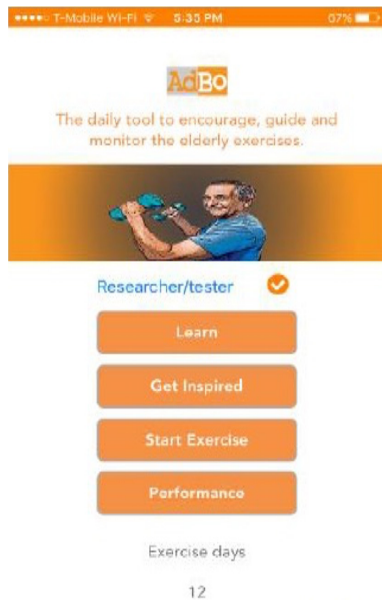 T-Mobile Wi-Fi 5:35 PM 67%
AdBo
The daily tool to encourage, guide and
monitor the elderly exercises.
Researcher/tester
Learn
Get Inspired
Start Exercise
Performance
Exercise days
12